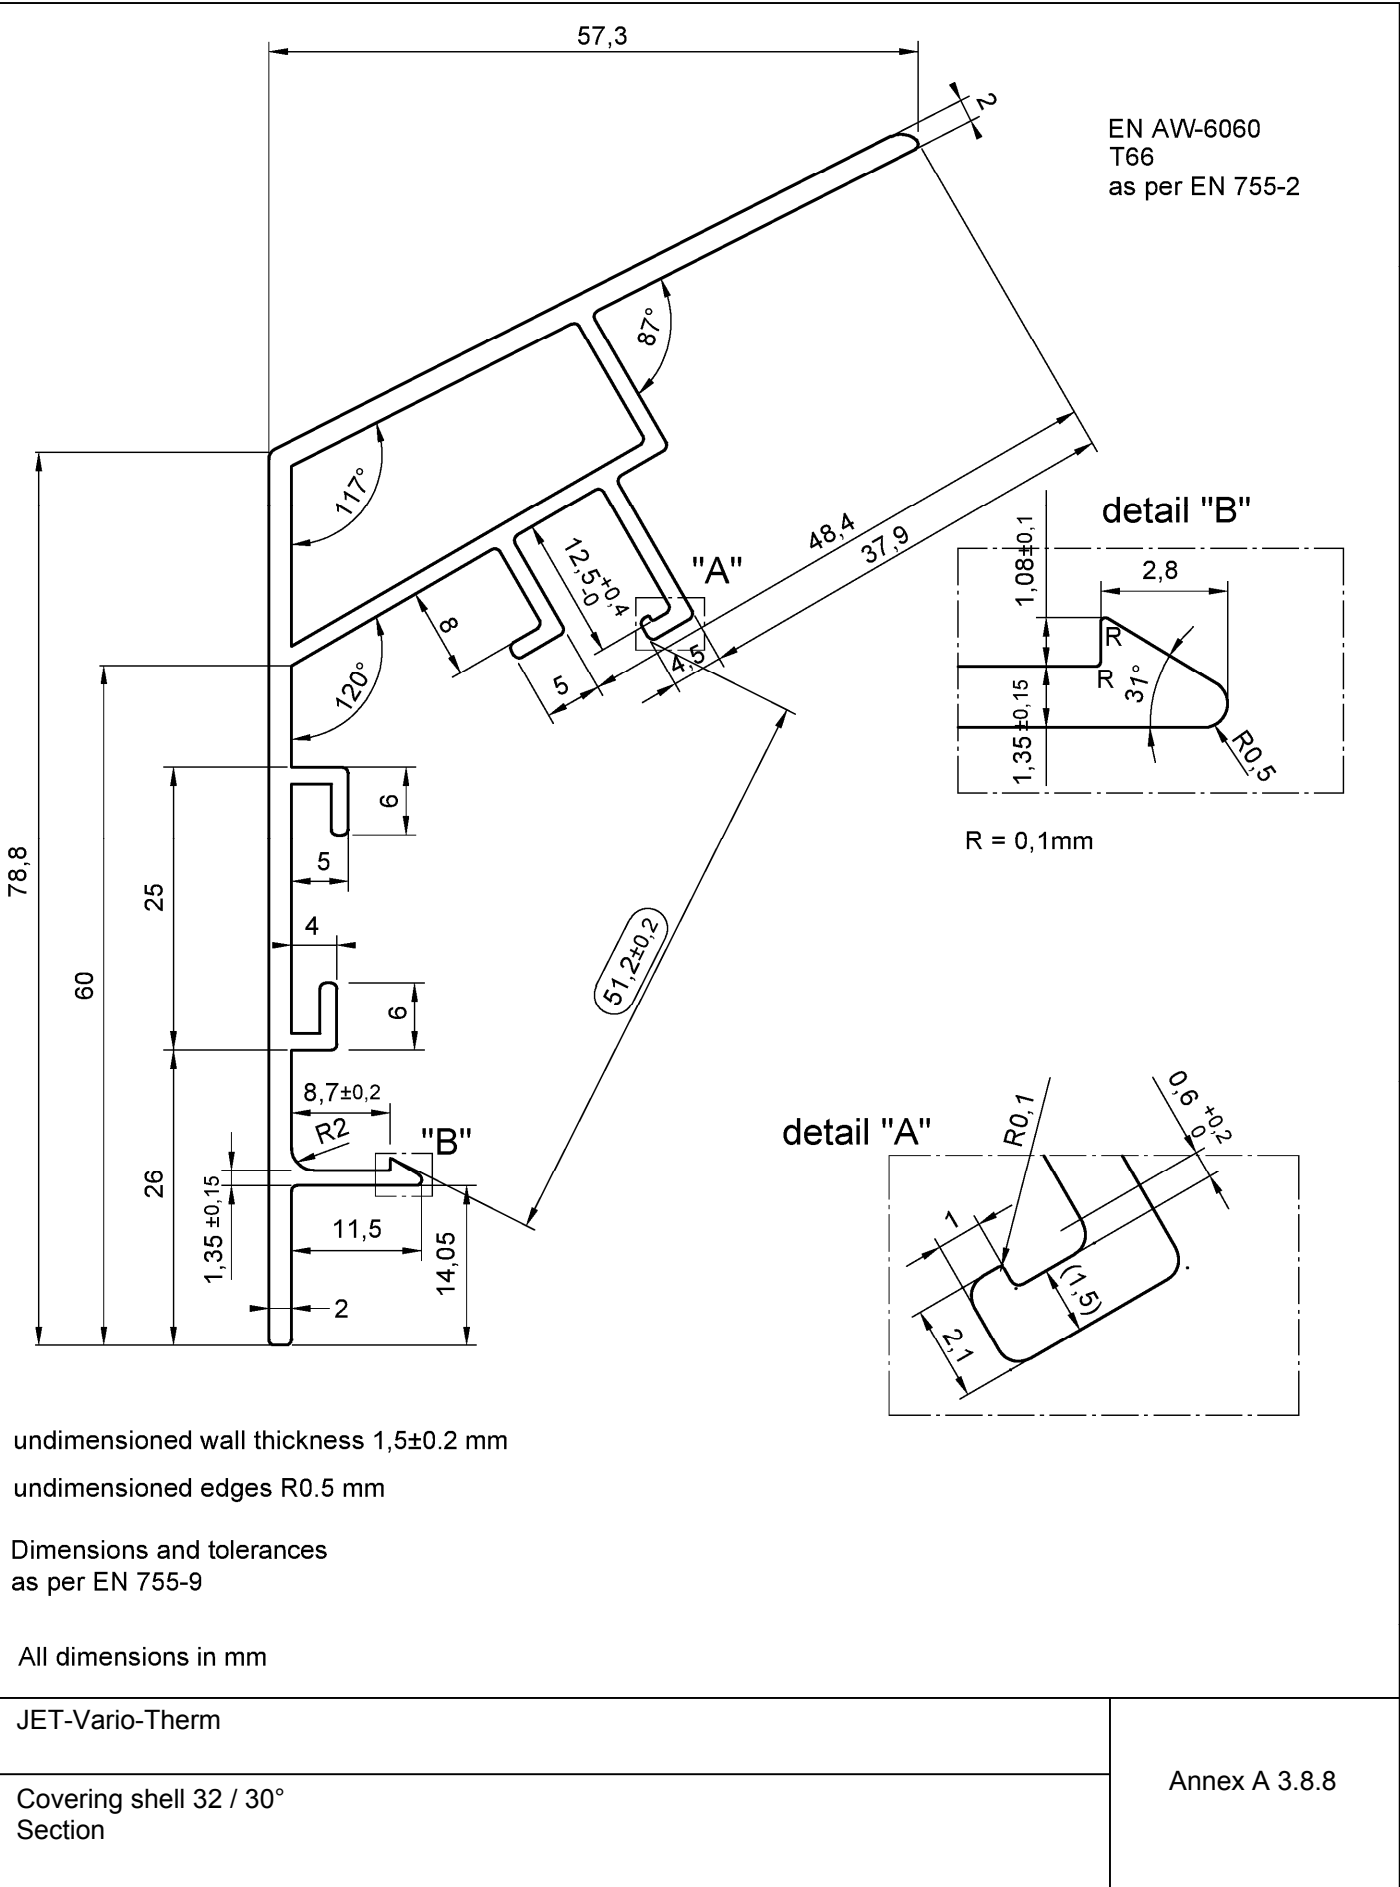 57,3
2
EN AW-6060
T66
as per EN 755-2
87°
117°
48,4
37,9
detail "B"
12,5 +0,4 -0
"A"
8
4,5
5
120°
1,08±0,1
2,8
R
R
31°
1,35±0,15
R0,5
R = 0,1mm
6
5
78,8
25
4
60
51,2±0,2
6
8,7±0,2
R2
"B"
26
1,35 ±0,15
11,5
14,05
2
detail "A"
R0,1
0,6 +0,2 0
1
(1,5)
2,1
undimensioned wall thickness 1,5±0.2 mm
undimensioned edges R0.5 mm
Dimensions and tolerances
as per EN 755-9
All dimensions in mm
JET-Vario-Therm
Covering shell 32 / 30°
Section
Annex A 3.8.8